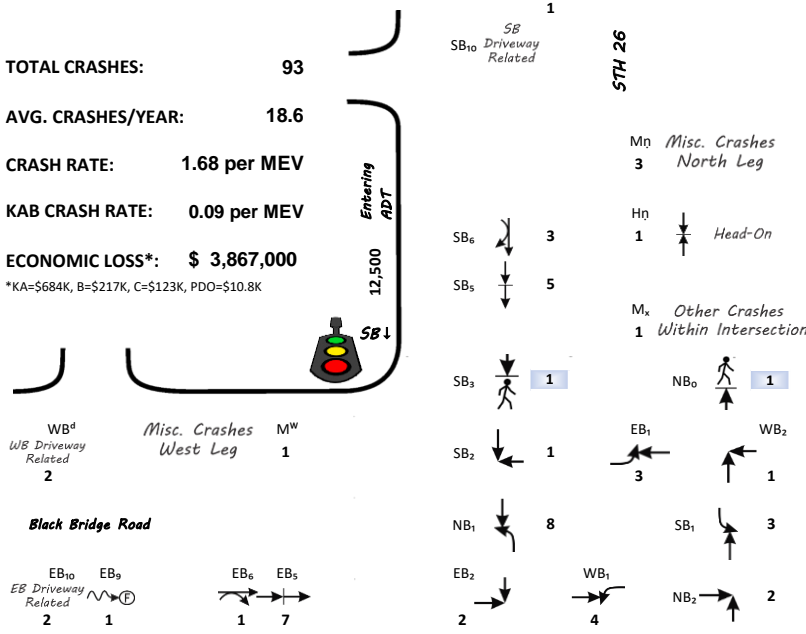 1
SB₁₀ SB
Driveway
Related
STH 26
TOTAL CRASHES: 93
AVG. CRASHES/YEAR: 18.6
CRASH RATE: 1.68 per MEV
KAB CRASH RATE: 0.09 per MEV
ECONOMIC LOSS*: $ 3,867,000
*KA=$684K, B=$217K, C=$123K, PDO=$10.8K
Entering
ADT
12,500
SB↓
Mₙ Misc. Crashes
3 North Leg
Hₙ
1 Head-On
SB₆ 3
SB₅ 5
Mₓ Other Crashes
1 Within Intersection
SB₃ 1
NB₀ 1
WBᵈ
WB Driveway
Related
2
Misc. Crashes Mᵂ
West Leg 1
SB₂ 1
EB₁
3
WB₂
1
Black Bridge Road
NB₁ 8
SB₁ 3
EB₁₀ EB₉
EB Driveway F
Related
2 1
EB₆ EB₅
1 7
EB₂
2
WB₁
4
NB₂ 2